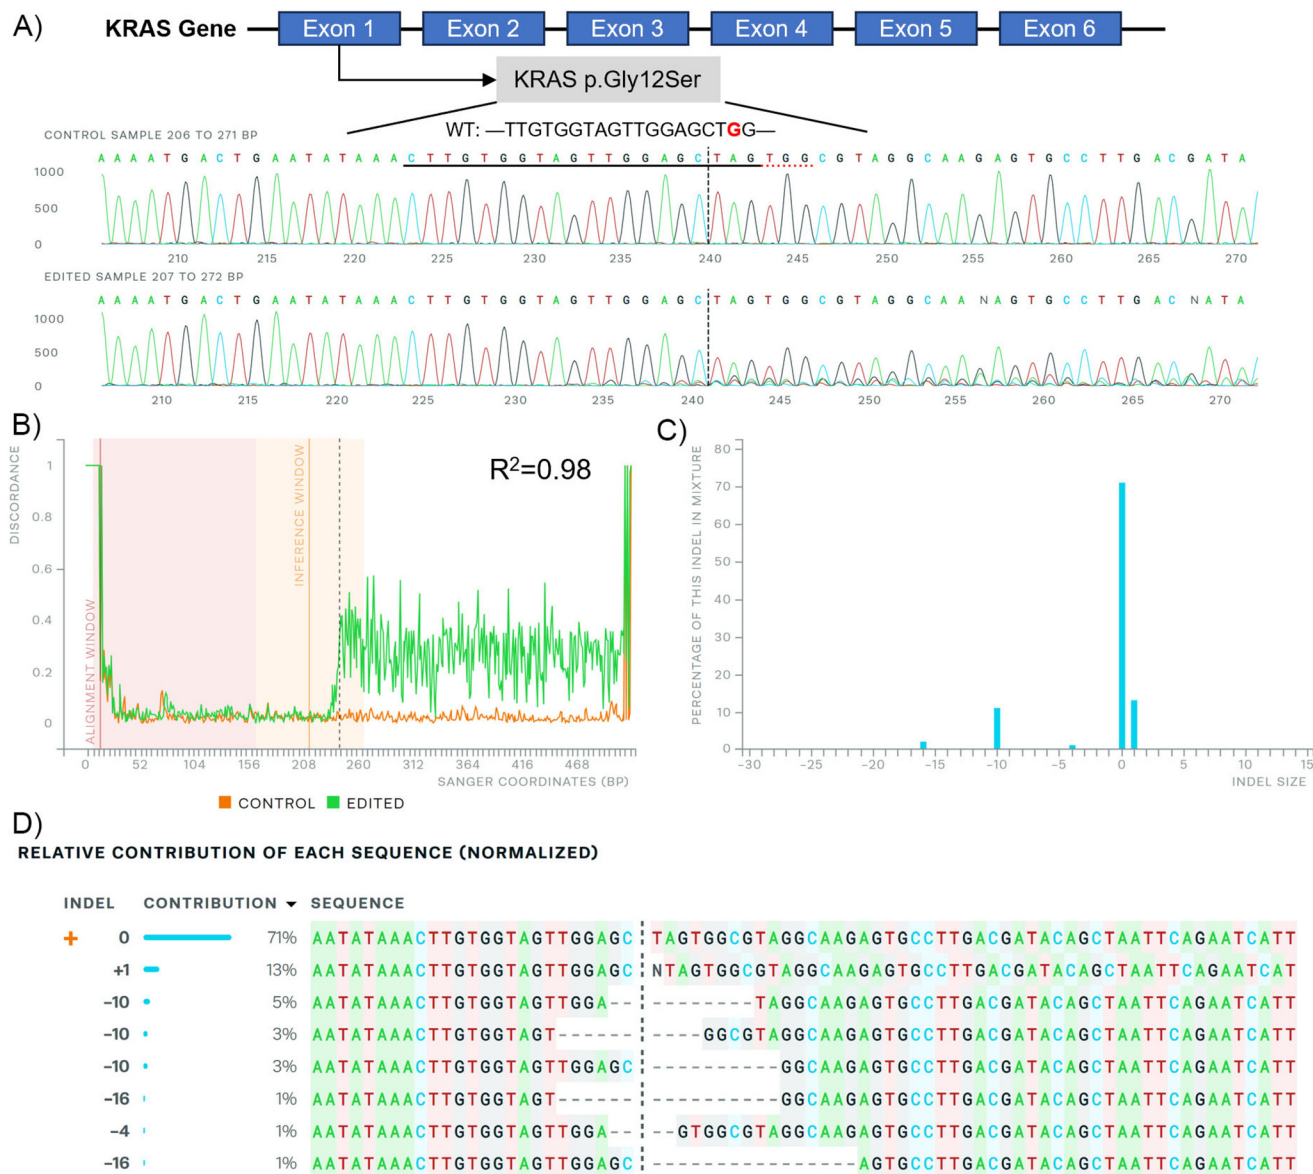 A)
KRAS Gene Exon 1 Exon 2 Exon 3 Exon 4 Exon 5 Exon 6
KRAS p.Gly12Ser
WT: —TTGTGGTAGTTGGAGCTGG—
CONTROL SAMPLE 206 TO 271 BP
A A A A T G A C T G A A T A T A A A C T T G T G G T A G T T G G A G C T A G T G G C G T A G G C A A G A G T G C C T T G A C G A T A
1000
500
0
210 215 220 225 230 235 240 245 250 255 260 265 270
EDITED SAMPLE 207 TO 272 BP
A A A A T G A C T G A A T A T A A A C T T G T G G T A G T T G G A G C T A G T G G C G T A G G C A A N A G T G C C T T G A C N A T A
1000
500
0
210 215 220 225 230 235 240 245 250 255 260 265 270
B)
DISCORDANCE
1
0.8
0.6
0.4
0.2
0
R²=0.98
ALIGNMENT WINDOW
INFERENCE WINDOW
0 52 104 156 208 260 312 364 416 468
SANGER COORDINATES (BP)
CONTROL EDITED
C)
PERCENTAGE OF THIS INDEL IN MIXTURE
80
70
60
50
40
30
20
10
0
−30 −25 −20 −15 −10 −5 0 5 10 15
INDEL SIZE
D)
RELATIVE CONTRIBUTION OF EACH SEQUENCE (NORMALIZED)
INDEL CONTRIBUTION SEQUENCE
+ 0 71% AATATAAACTTGTGGTAGTTGGAGC TAGTGGCGTAGGCAAGAGTGCCTTGACGATACAGCTAATTCAGAATCATT
+1 13% AATATAAACTTGTGGTAGTTGGAGC NTAGTGGCGTAGGCAAGAGTGCCTTGACGATACAGCTAATTCAGAATCAT
−10 5% AATATAAACTTGTGGTAGTTGGA-- --------TAGGCAAGAGTGCCTTGACGATACAGCTAATTCAGAATCATT
−10 3% AATATAAACTTGTGGTAGT------ ----GGCGTAGGCAAGAGTGCCTTGACGATACAGCTAATTCAGAATCATT
−10 3% AATATAAACTTGTGGTAGTTGGAGC ----------GGCAAGAGTGCCTTGACGATACAGCTAATTCAGAATCATT
−16 1% AATATAAACTTGTGGTAGT------ ----------GGCAAGAGTGCCTTGACGATACAGCTAATTCAGAATCATT
−4 1% AATATAAACTTGTGGTAGTTGGA-- --GTGGCGTAGGCAAGAGTGCCTTGACGATACAGCTAATTCAGAATCATT
−16 1% AATATAAACTTGTGGTAGTTGGAGC ----------------AGTGCCTTGACGATACAGCTAATTCAGAATCATT